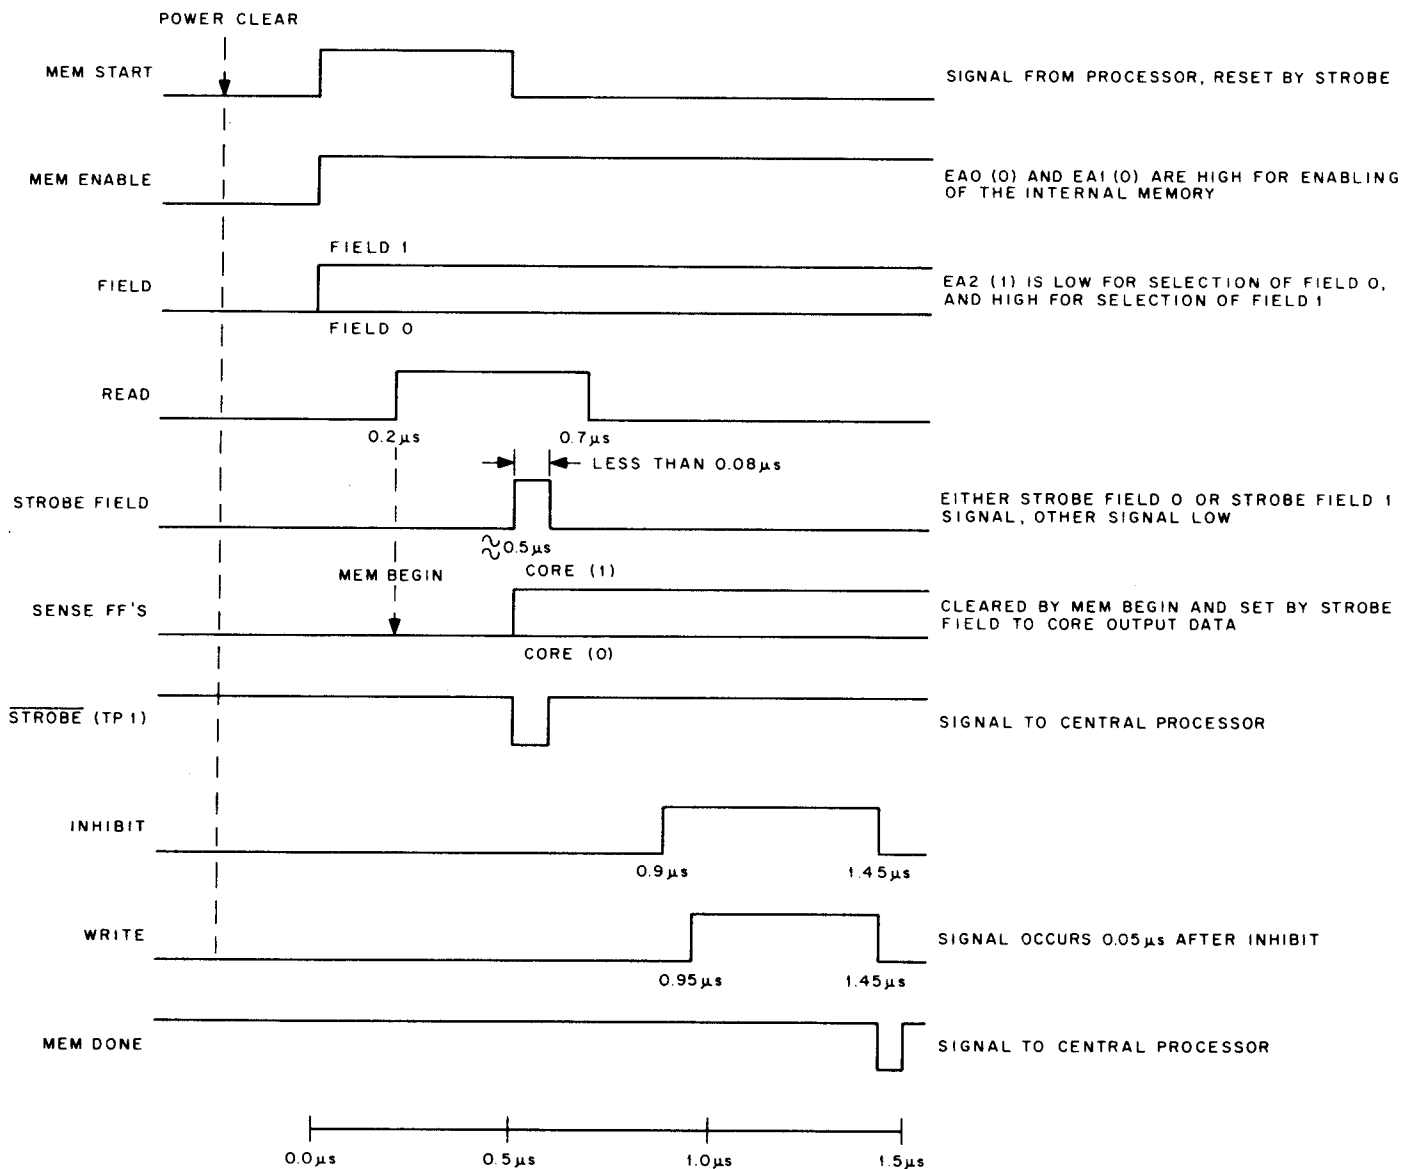 POWER CLEAR
MEM START
SIGNAL FROM PROCESSOR, RESET BY STROBE
MEM ENABLE
EA0 (0) AND EA1 (0) ARE HIGH FOR ENABLING
OF THE INTERNAL MEMORY
FIELD 1
FIELD
EA2 (1) IS LOW FOR SELECTION OF FIELD 0,
AND HIGH FOR SELECTION OF FIELD 1
FIELD 0
READ
0.2μs
0.7μs
LESS THAN 0.08μs
STROBE FIELD
EITHER STROBE FIELD 0 OR STROBE FIELD 1
SIGNAL, OTHER SIGNAL LOW
≈0.5μs
MEM BEGIN
CORE (1)
SENSE FF'S
CLEARED BY MEM BEGIN AND SET BY STROBE
FIELD TO CORE OUTPUT DATA
CORE (0)
STROBE (TP1)
SIGNAL TO CENTRAL PROCESSOR
INHIBIT
0.9μs
1.45μs
WRITE
SIGNAL OCCURS 0.05μs AFTER INHIBIT
0.95μs
1.45μs
MEM DONE
SIGNAL TO CENTRAL PROCESSOR
0.0μs
0.5μs
1.0μs
1.5μs